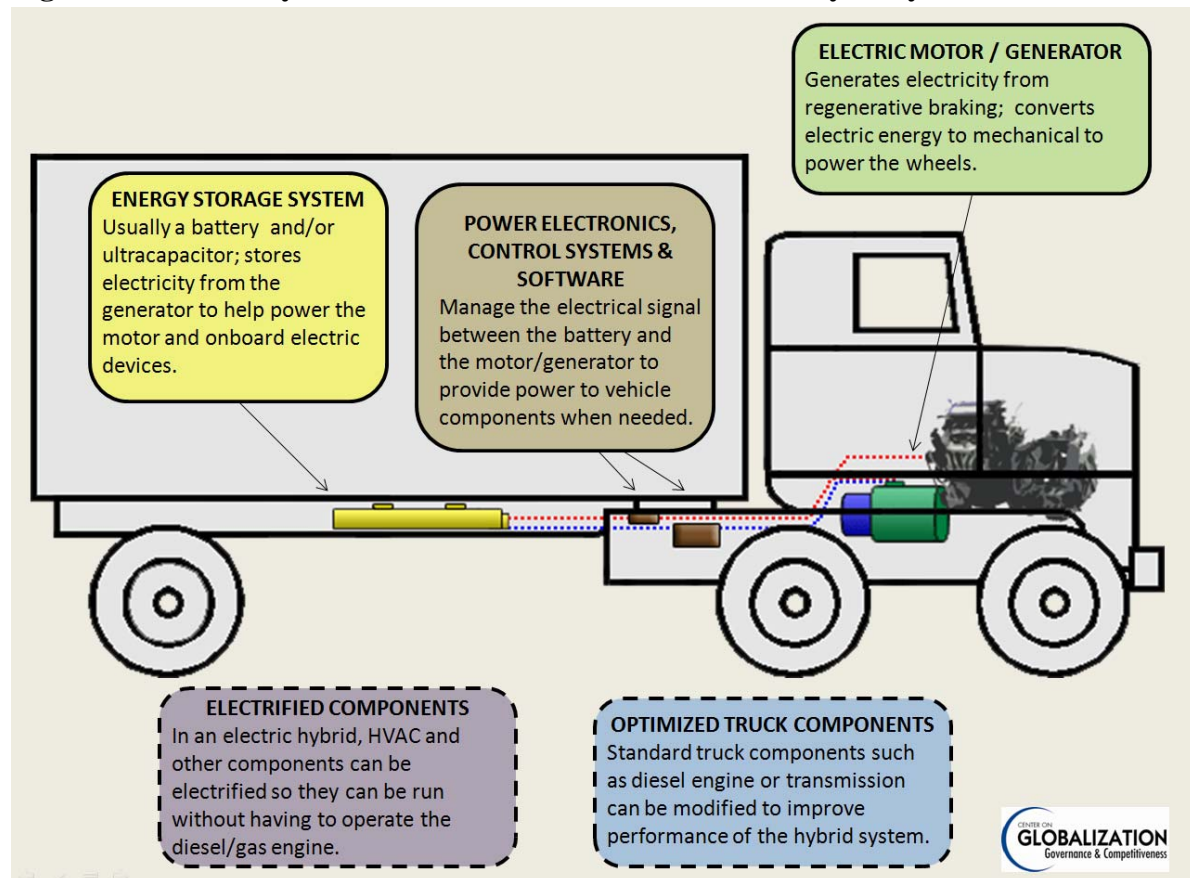 ELECTRIC MOTOR / GENERATOR
Generates electricity from
regenerative braking; converts
electric energy to mechanical to
power the wheels.
ENERGY STORAGE SYSTEM
Usually a battery and/or
ultracapacitor; stores
electricity from the
generator to help power the
motor and onboard electric
devices.
POWER ELECTRONICS,
CONTROL SYSTEMS &
SOFTWARE
Manage the electrical signal
between the battery and
the motor/generator to
provide power to vehicle
components when needed.
ELECTRIFIED COMPONENTS
In an electric hybrid, HVAC and
other components can be
electrified so they can be run
without having to operate the
diesel/gas engine.
OPTIMIZED TRUCK COMPONENTS
Standard truck components such
as diesel engine or transmission
can be modified to improve
performance of the hybrid system.
CENTER ON
GLOBALIZATION
Governance & Competitiveness